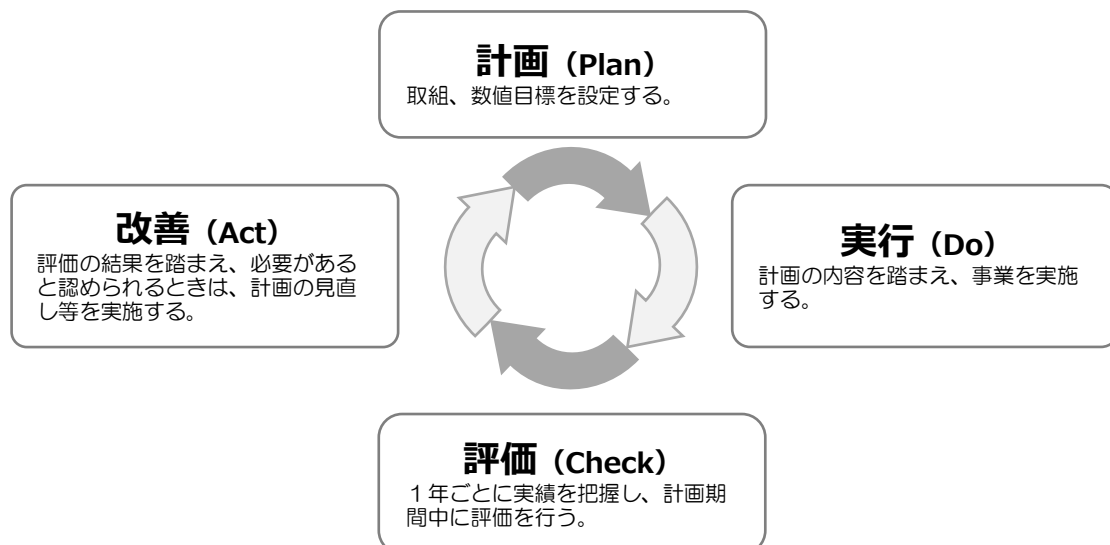 計画（Plan）
取組、数値目標を設定する。
改善（Act）
評価の結果を踏まえ、必要がある
と認められるときは、計画の見直
し等を実施する。
実行（Do）
計画の内容を踏まえ、事業を実施
する。
評価（Check）
１年ごとに実績を把握し、計画期
間中に評価を行う。